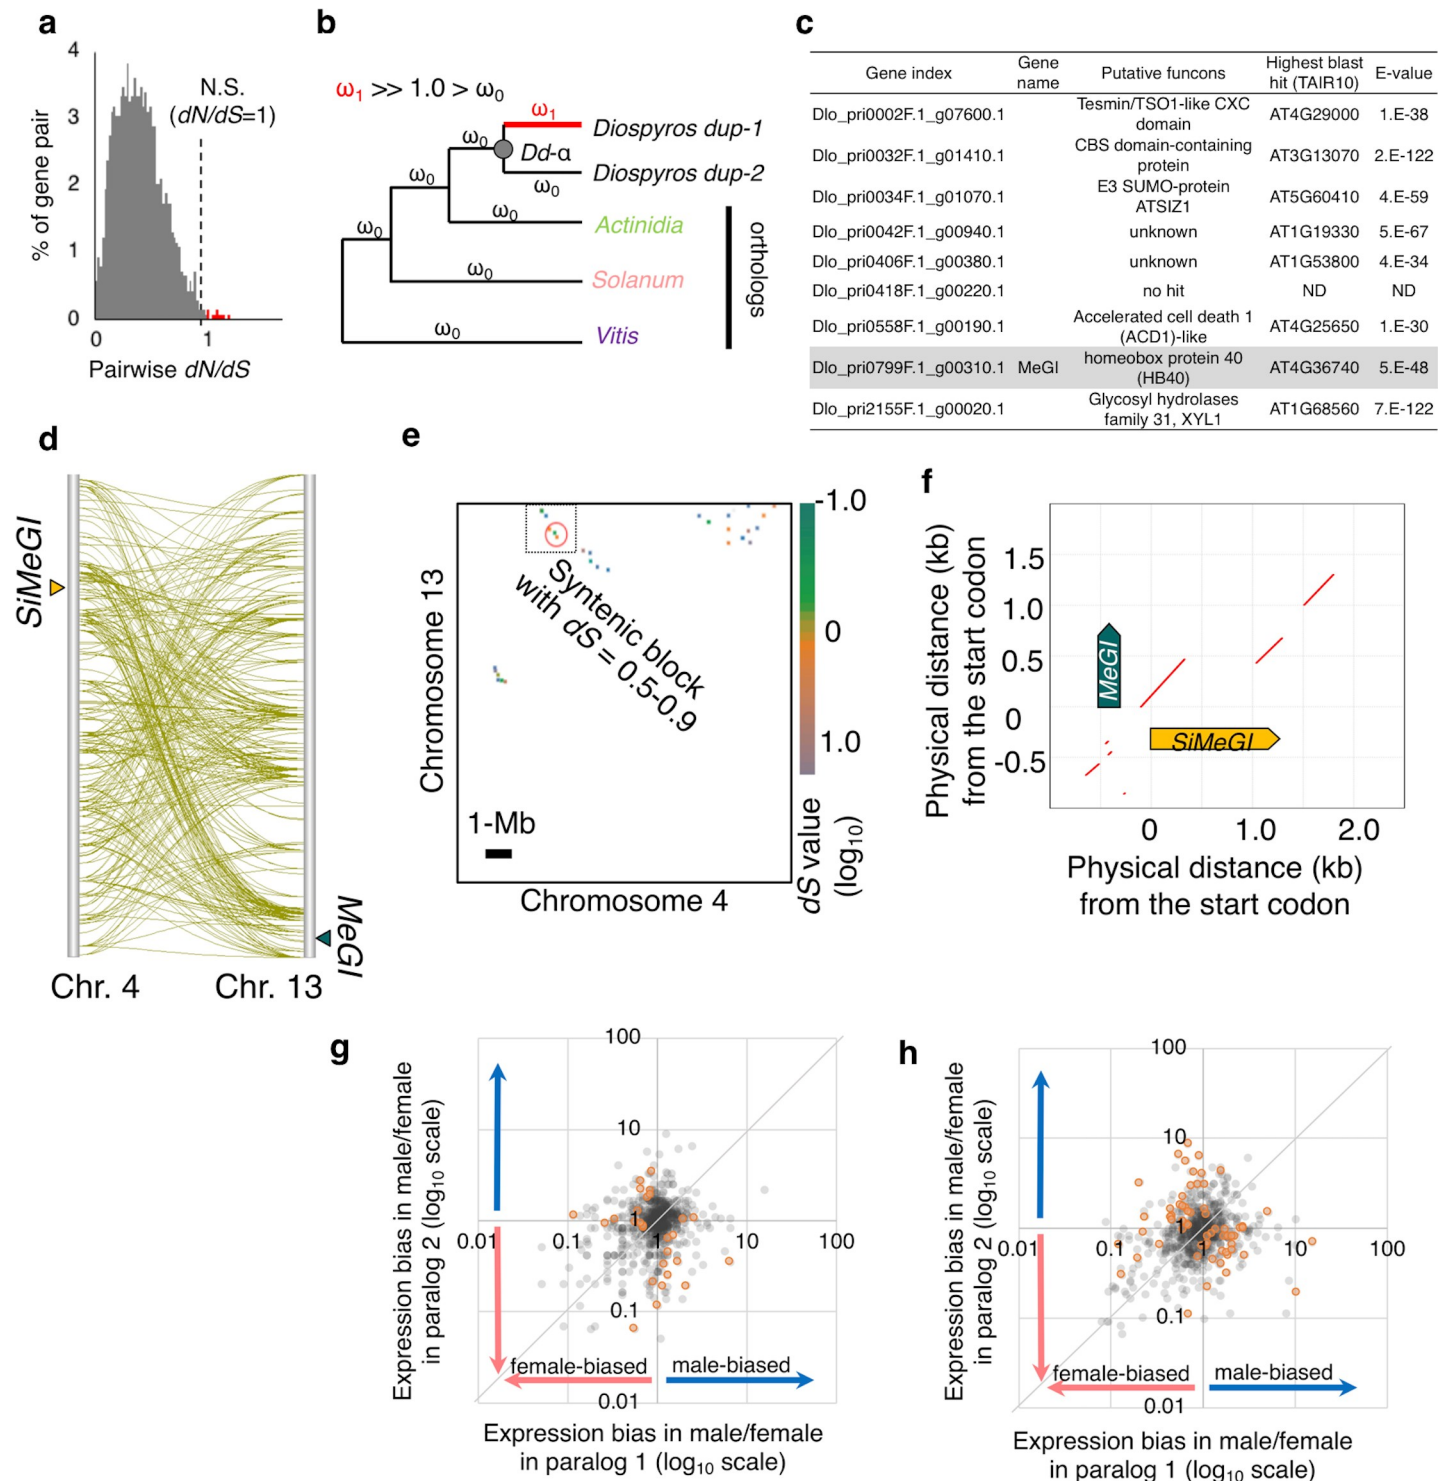 a
4
3
2
1
0
% of gene pair
N.S.
(dN/dS=1)
0
1
Pairwise dN/dS
b
ω1 >> 1.0 > ω0
ω1
Diospyros dup-1
ω0
Dd-α
Diospyros dup-2
ω0
ω0
ω0
Actinidia
ω0
ω0
Solanum
ω0
Vitis
orthologs
c
Gene index Gene name Putative funcons Highest blast hit (TAIR10) E-value
Dlo_pri0002F.1_g07600.1 Tesmin/TSO1-like CXC domain AT4G29000 1.E-38
Dlo_pri0032F.1_g01410.1 CBS domain-containing protein AT3G13070 2.E-122
Dlo_pri0034F.1_g01070.1 E3 SUMO-protein ATSIZ1 AT5G60410 4.E-59
Dlo_pri0042F.1_g00940.1 unknown AT1G19330 5.E-67
Dlo_pri0406F.1_g00380.1 unknown AT1G53800 4.E-34
Dlo_pri0418F.1_g00220.1 no hit ND ND
Dlo_pri0558F.1_g00190.1 Accelerated cell death 1 (ACD1)-like AT4G25650 1.E-30
Dlo_pri0799F.1_g00310.1 MeGI homeobox protein 40 (HB40) AT4G36740 5.E-48
Dlo_pri2155F.1_g00020.1 Glycosyl hydrolases family 31, XYL1 AT1G68560 7.E-122
d
SiMeGI
MeGI
Chr. 4
Chr. 13
e
Chromosome 13
Syntenic block
with dS = 0.5-0.9
1-Mb
Chromosome 4
-1.0
0
1.0
dS value
(log10)
f
Physical distance (kb)
from the start codon
1.5
1.0
0.5
0
-0.5
MeGI
SiMeGI
0
1.0
2.0
Physical distance (kb)
from the start codon
g
Expression bias in male/female
in paralog 2 (log10 scale)
100
10
1
0.01
0.1
1
10
100
0.1
female-biased
male-biased
0.01
Expression bias in male/female
in paralog 1 (log10 scale)
h
Expression bias in male/female
in paralog 2 (log10 scale)
100
10
1
0.01
0.1
1
10
100
0.1
female-biased
male-biased
0.01
Expression bias in male/female
in paralog 1 (log10 scale)